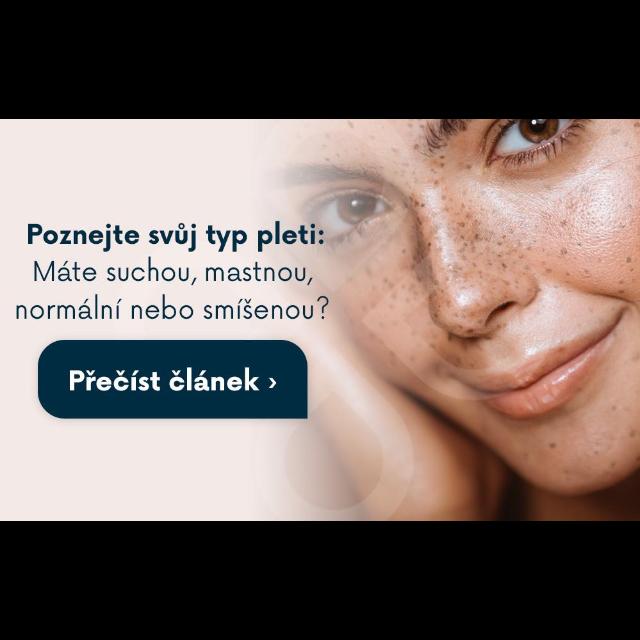 Poznejte svůj typ pleti:
Máte suchou, mastnou,
normální nebo smíšenou?
Přečíst článek ›